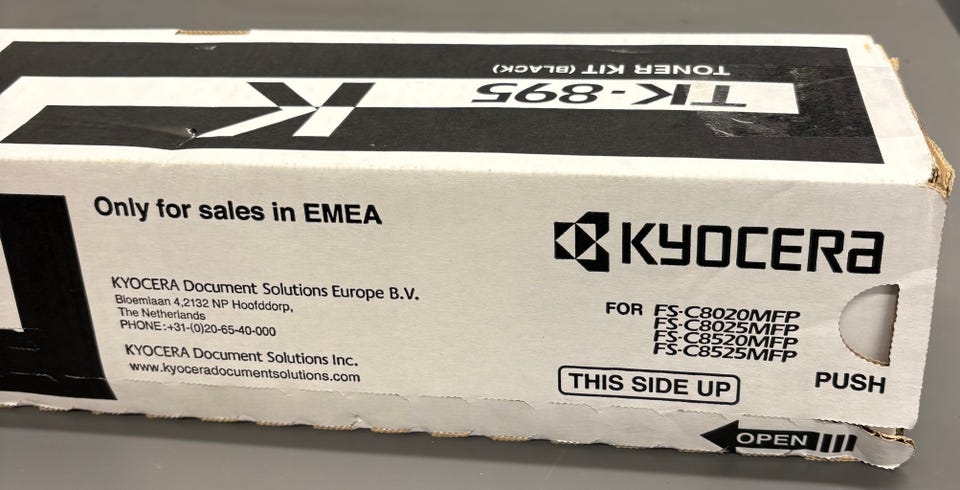 TONER KIT (BLACK)
TK-895
K
Only for sales in EMEA
KYOCERA Document Solutions Europe B.V.
Bloemlaan 4,2132 NP Hoofddorp,
The Netherlands
PHONE:+31-(0)20-65-40-000
KYOCERA Document Solutions Inc.
www.kyoceradocumentsolutions.com
KYOCERA
FOR FS-C8020MFP
FS-C8025MFP
FS-C8520MFP
FS-C8525MFP
THIS SIDE UP
PUSH
OPEN